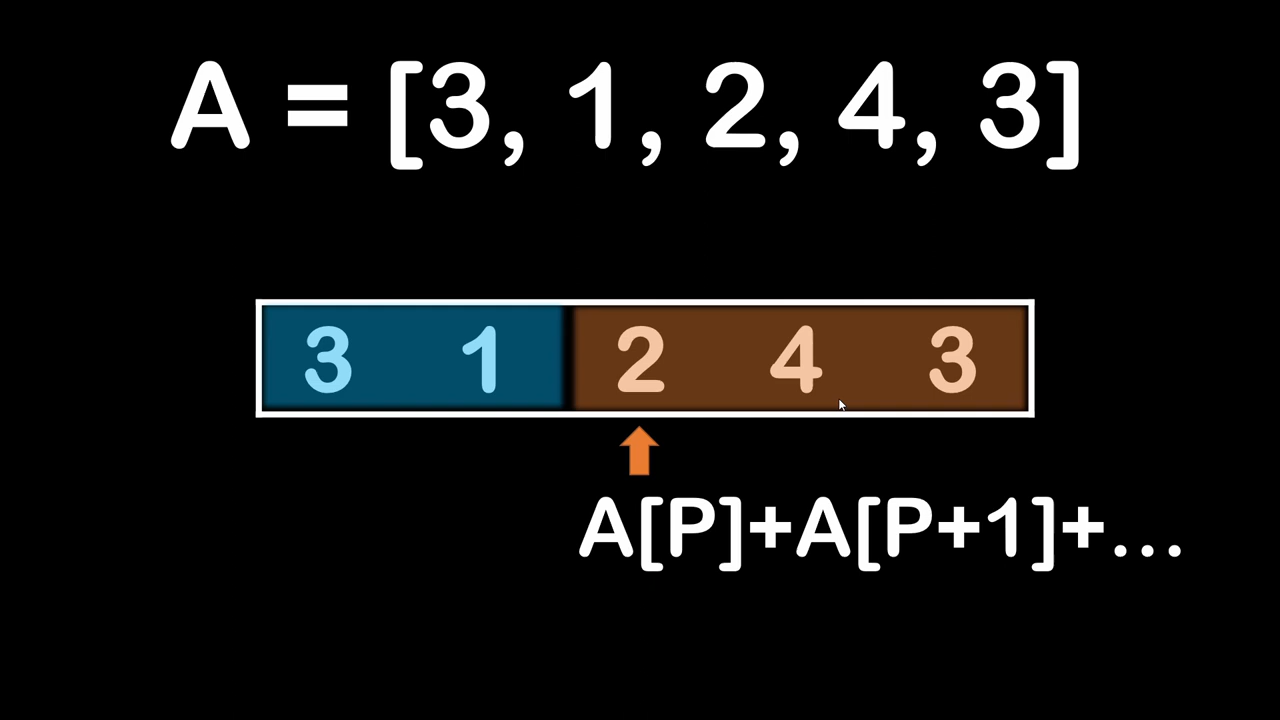 A = [3, 1, 2, 4, 3]
3 1 2 4 3
A[P]+A[P+1]+...